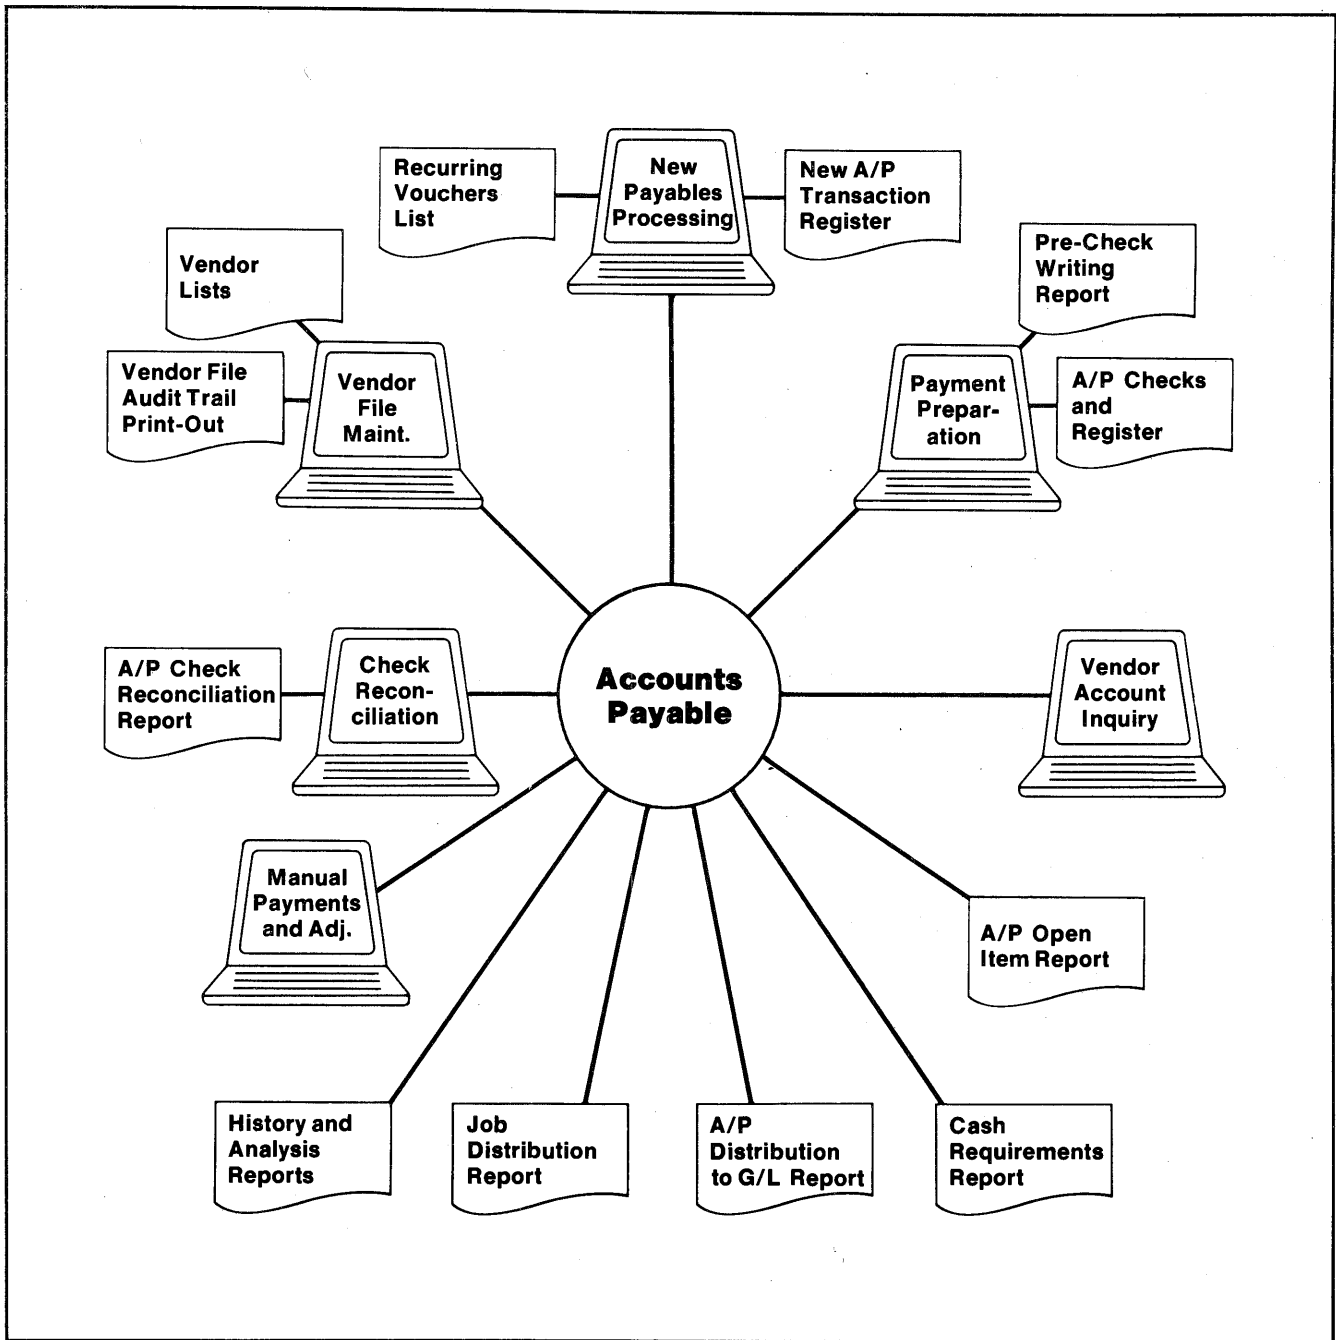 Recurring
Vouchers
List
New
Payables
Processing
New A/P
Transaction
Register
Vendor
Lists
Pre-Check
Writing
Report
Vendor File
Audit Trail
Print-Out
Vendor
File
Maint.
Payment
Prepar-
ation
A/P Checks
and
Register
A/P Check
Reconciliation
Report
Check
Recon-
ciliation
Accounts
Payable
Vendor
Account
Inquiry
Manual
Payments
and Adj.
A/P Open
Item Report
History and
Analysis
Reports
Job
Distribution
Report
A/P
Distribution
to G/L Report
Cash
Requirements
Report